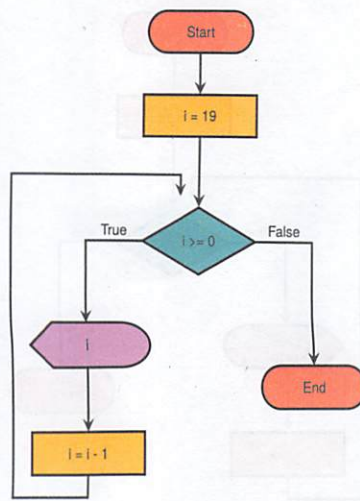 Start
i = 19
True
i >= 0
False
i
End
i = i - 1